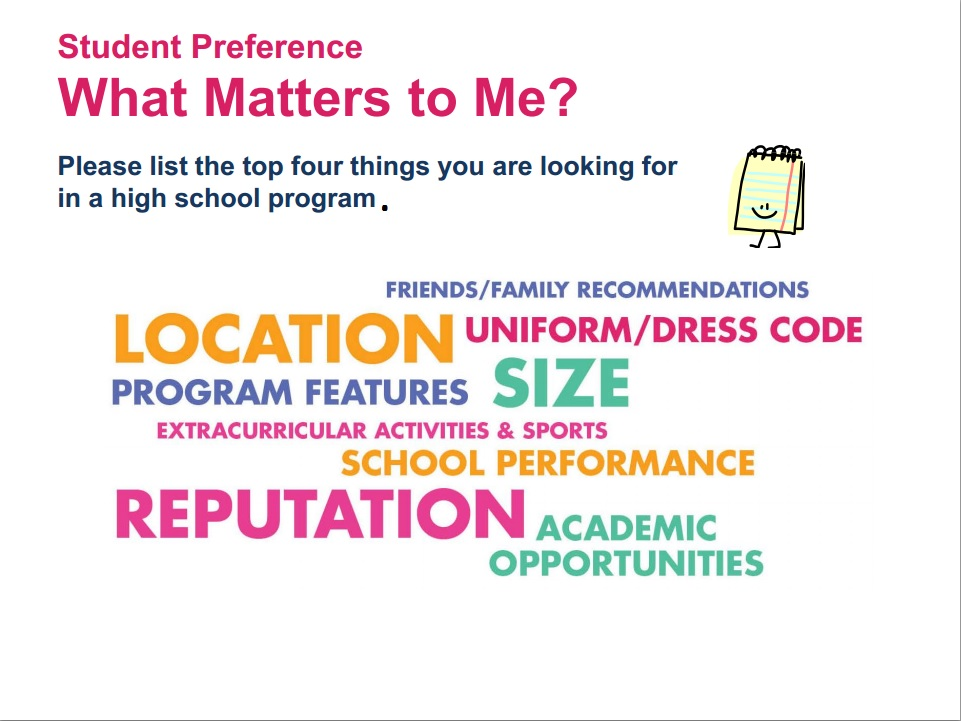 Student Preference
What Matters to Me?
Please list the top four things you are looking for
in a high school program.
FRIENDS/FAMILY RECOMMENDATIONS
LOCATION
UNIFORM/DRESS CODE
PROGRAM FEATURES
SIZE
EXTRACURRICULAR ACTIVITIES & SPORTS
SCHOOL PERFORMANCE
REPUTATION
ACADEMIC
OPPORTUNITIES